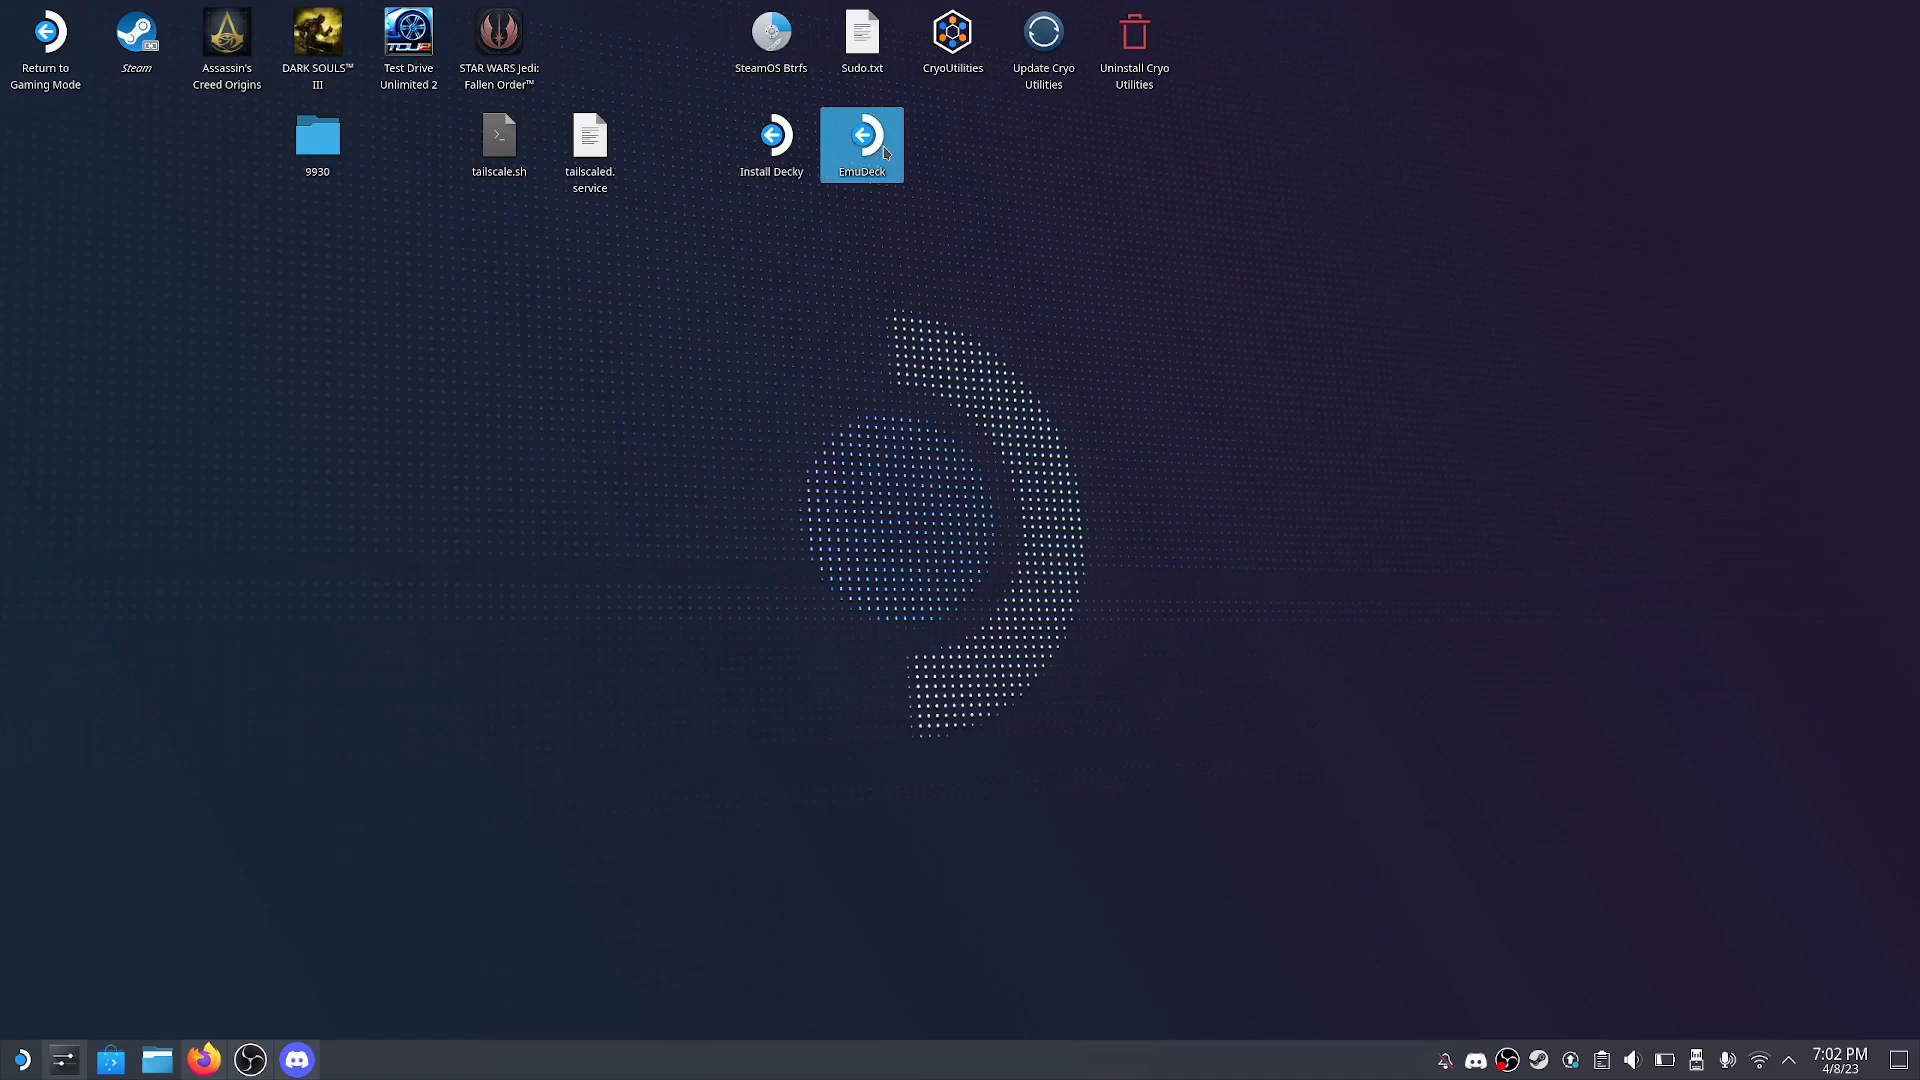 Return to
Gaming Mode
Steam
Assassin's
Creed Origins
DARK SOULS™
III
Test Drive
Unlimited 2
STAR WARS Jedi:
Fallen Order™
SteamOS Btrfs
Sudo.txt
CryoUtilities
Update Cryo
Utilities
Uninstall Cryo
Utilities
9930
tailscale.sh
tailscaled.
service
Install Decky
EmuDeck
7:02 PM
4/8/23